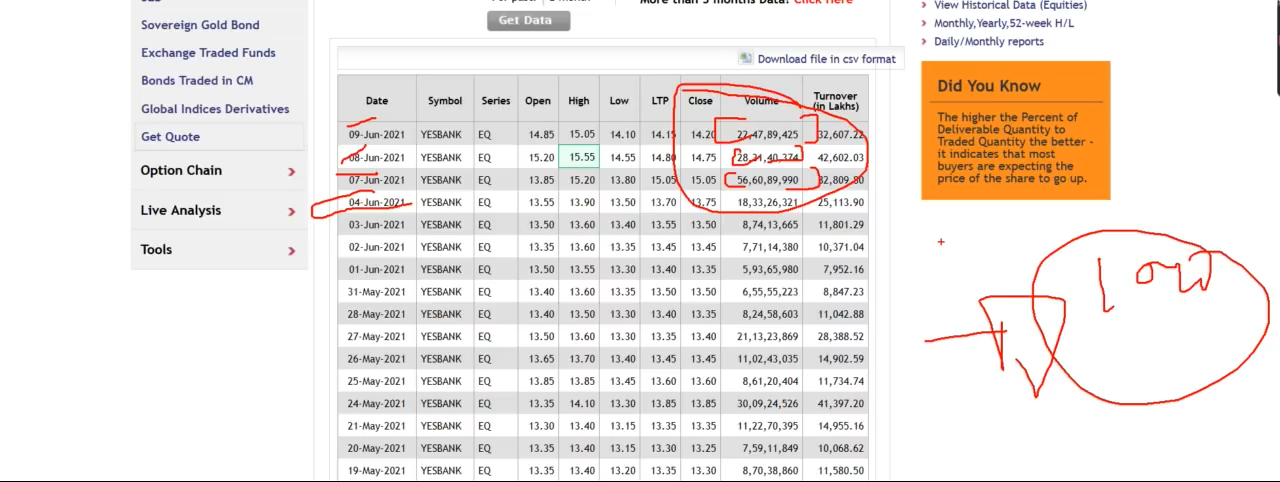 Sovereign Gold Bond
Exchange Traded Funds
Bonds Traded in CM
Global Indices Derivatives
Get Quote
Option Chain
Live Analysis
Tools
Get Data
More than 3 months Data? Click Here
Download file in csv format
Date Symbol Series Open High Low LTP Close Volume Turnover (in Lakhs)
09-Jun-2021 YESBANK EQ 14.85 15.05 14.10 14.15 14.20 22,47,89,425 32,607.22
08-Jun-2021 YESBANK EQ 15.20 15.55 14.55 14.80 14.75 28,31,40,374 42,602.03
07-Jun-2021 YESBANK EQ 13.85 15.20 13.80 15.05 15.05 56,60,89,990
04-Jun-2021 YESBANK EQ 13.55 13.90 13.50 13.70 13.75 18,33,26,321 25,113.90
03-Jun-2021 YESBANK EQ 13.50 13.60 13.40 13.55 13.50 8,74,13,665 11,801.29
02-Jun-2021 YESBANK EQ 13.35 13.60 13.35 13.45 13.45 7,71,14,380 10,371.04
01-Jun-2021 YESBANK EQ 13.50 13.55 13.30 13.40 13.35 5,93,65,980 7,952.16
31-May-2021 YESBANK EQ 13.40 13.60 13.35 13.50 13.50 6,55,55,223 8,847.23
28-May-2021 YESBANK EQ 13.40 13.50 13.30 13.40 13.35 8,24,58,603 11,042.88
27-May-2021 YESBANK EQ 13.50 13.60 13.30 13.35 13.40 21,13,23,869 28,388.52
26-May-2021 YESBANK EQ 13.65 13.70 13.40 13.45 13.45 11,02,43,035 14,902.59
25-May-2021 YESBANK EQ 13.85 13.85 13.45 13.60 13.60 8,61,20,404 11,734.74
24-May-2021 YESBANK EQ 13.35 14.10 13.30 13.85 13.85 30,09,24,526 41,397.20
21-May-2021 YESBANK EQ 13.30 13.40 13.15 13.35 13.35 11,22,70,395 14,955.16
20-May-2021 YESBANK EQ 13.35 13.40 13.15 13.30 13.25 7,59,11,849 10,068.62
19-May-2021 YESBANK EQ 13.35 13.40 13.20 13.35 13.30 8,70,38,860 11,580.50
View Historical Data (Equities)
Monthly,Yearly,52-week H/L
Daily/Monthly reports
Did You Know
The higher the Percent of
Deliverable Quantity to
Traded Quantity the better -
it indicates that most
buyers are expecting the
price of the share to go up.